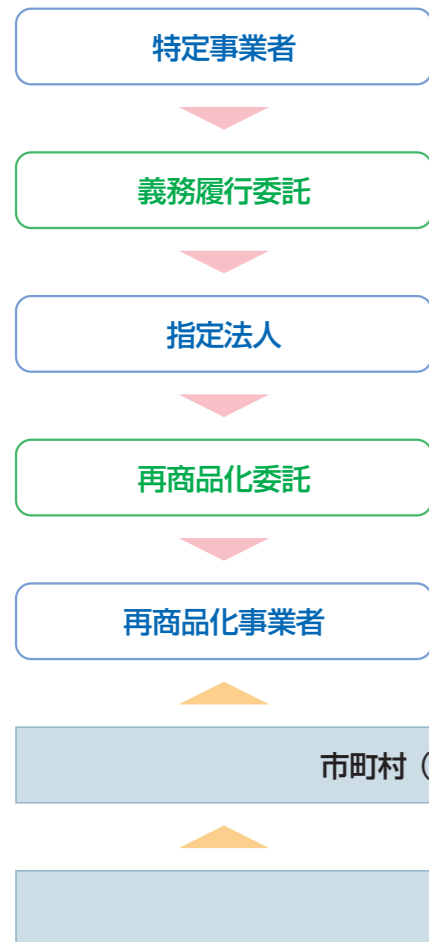 特定事業者
義務履行委託
指定法人
再商品化委託
再商品化事業者
市町村（